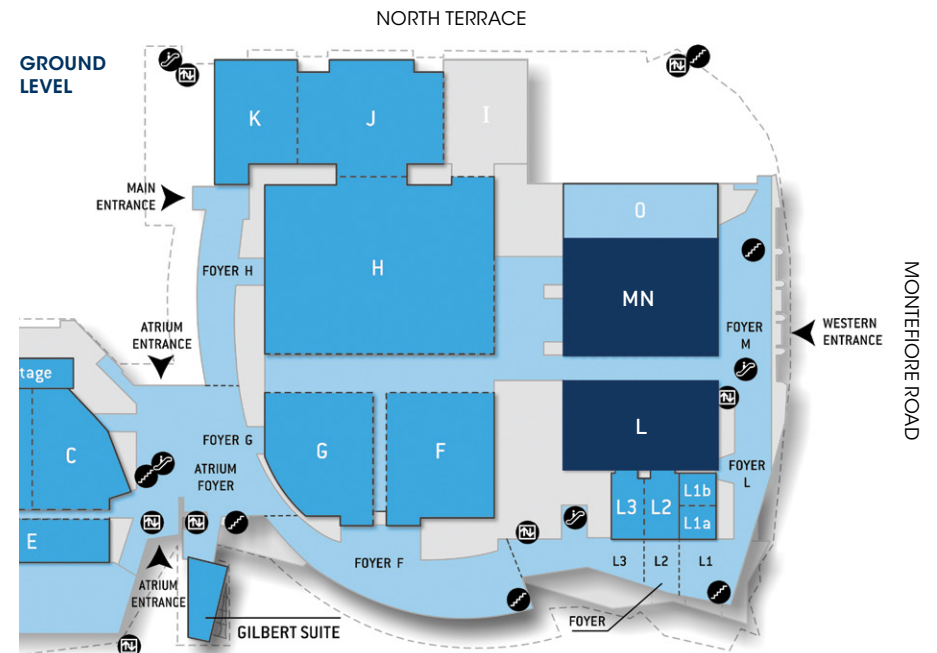 NORTH TERRACE
GROUND
LEVEL
K
J
I
MAIN
ENTRANCE
O
FOYER H
H
MN
MONTEFIORE ROAD
ATRIUM
ENTRANCE
FOYER
M
WESTERN
ENTRANCE
tage
C
FOYER G
G
F
L
ATRIUM
FOYER
FOYER
L
L3
L2
L1b
L1a
E
FOYER F
L3
L2
L1
ATRIUM
ENTRANCE
GILBERT SUITE
FOYER